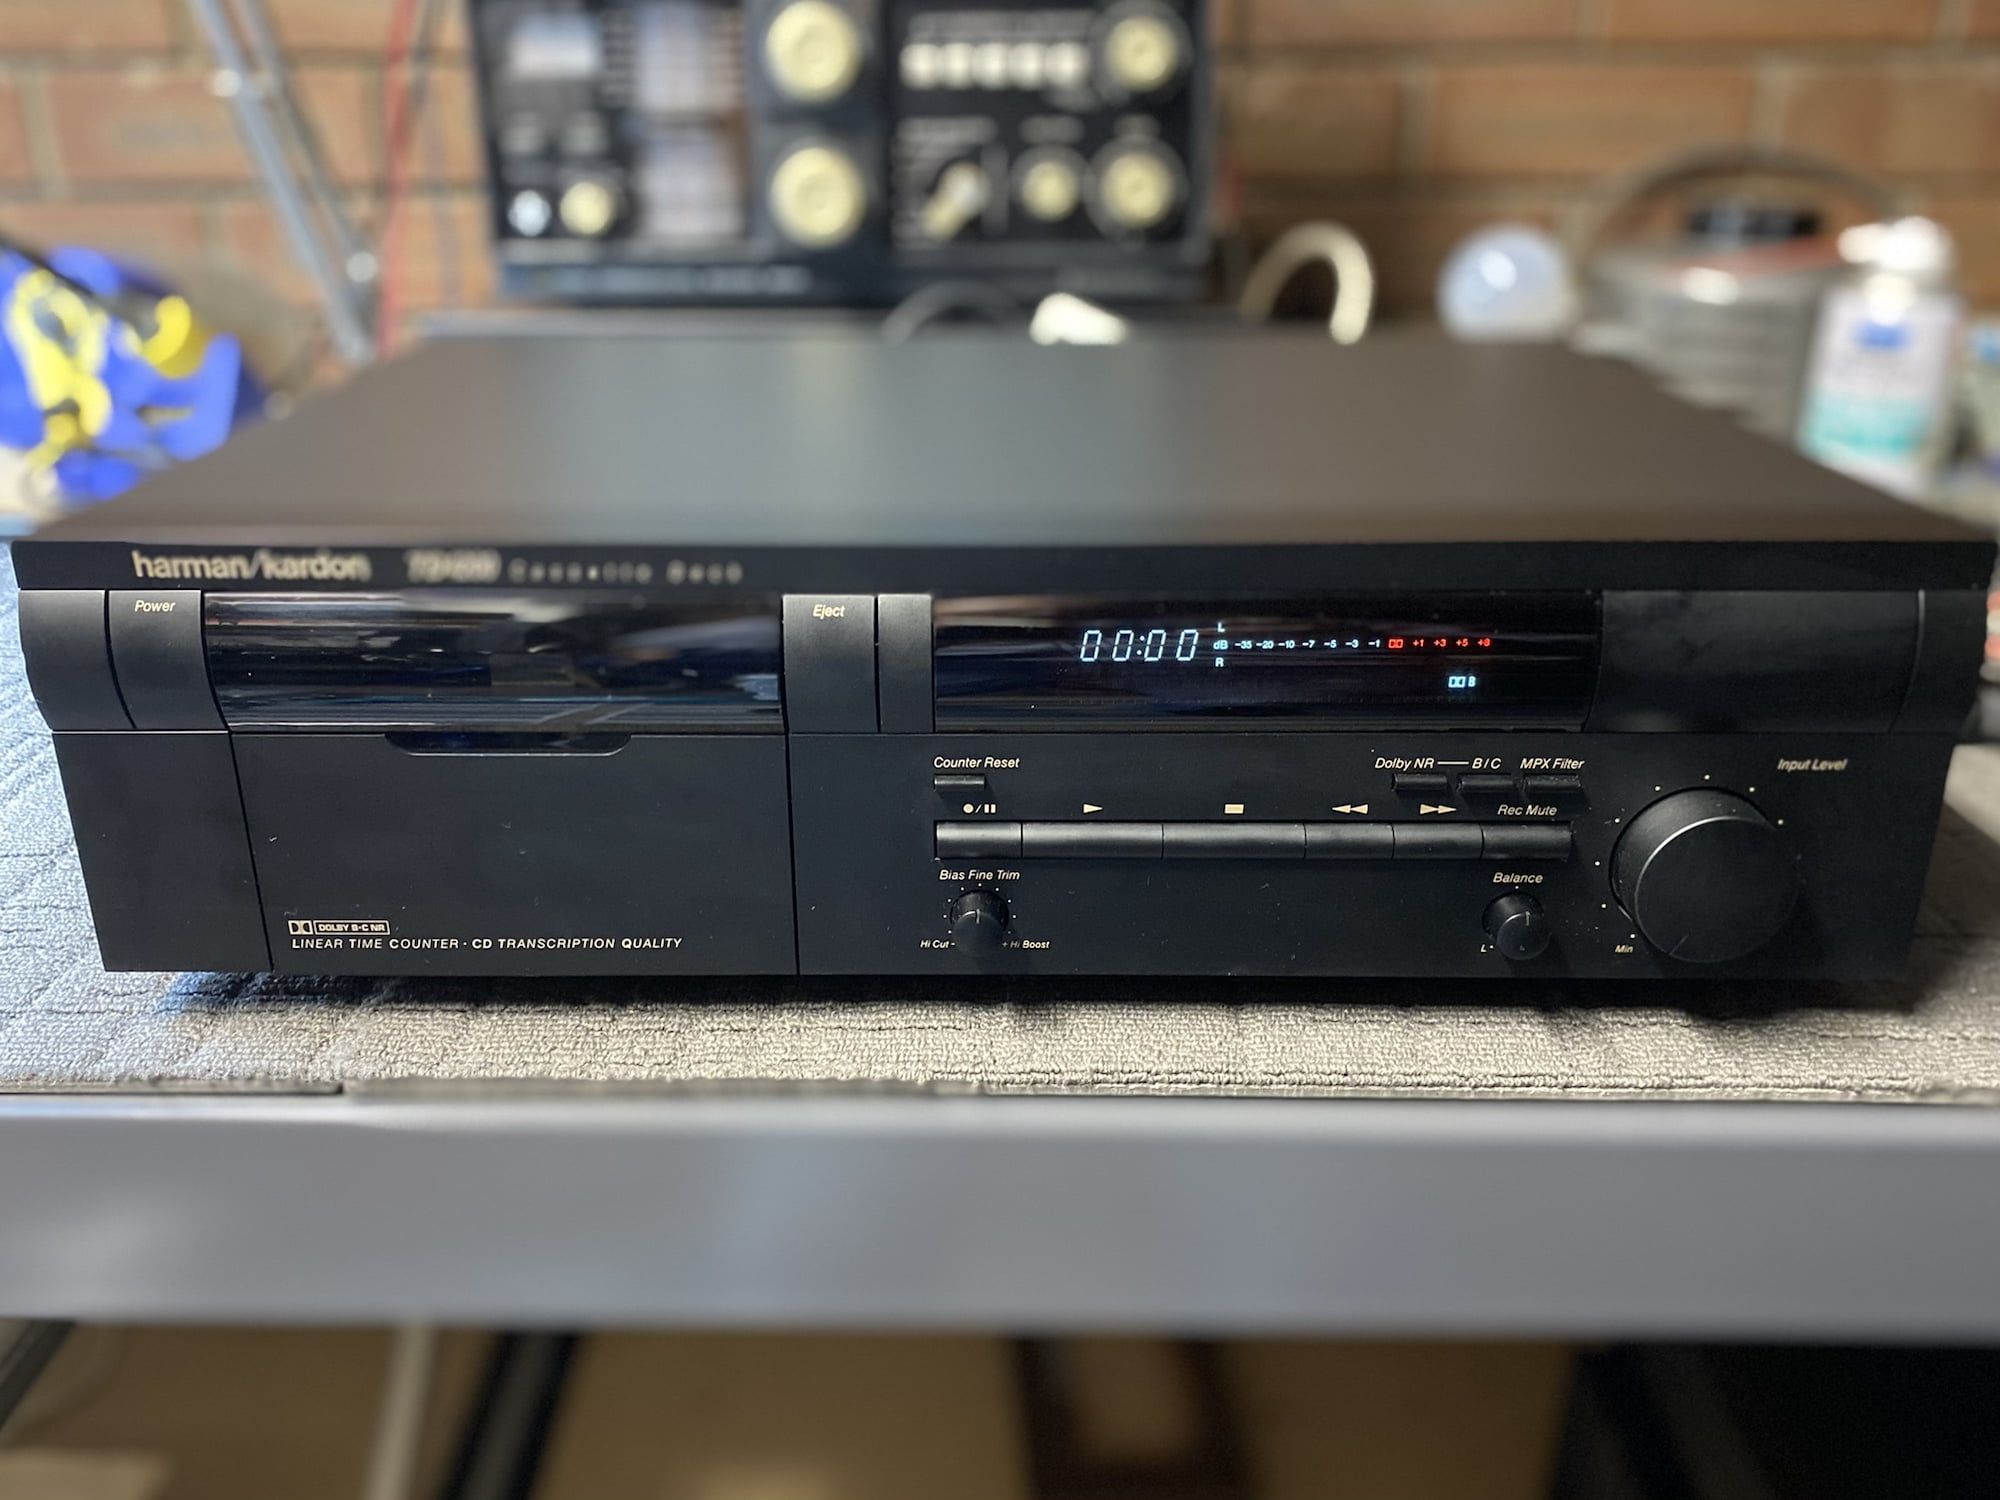 harman/kardon Cassette Deck
Power
Eject
00:00
L
dB -35 -20 -10 -7 -5 -3 -1 +1 +3 +5 +8
R
B
Counter Reset
Dolby NR B/C MPX Filter
Input Level
Rec Mute
Bias Fine Trim
Balance
Hi Cut - + Hi Boost
L
Min
DOLBY B-C NR
LINEAR TIME COUNTER · CD TRANSCRIPTION QUALITY